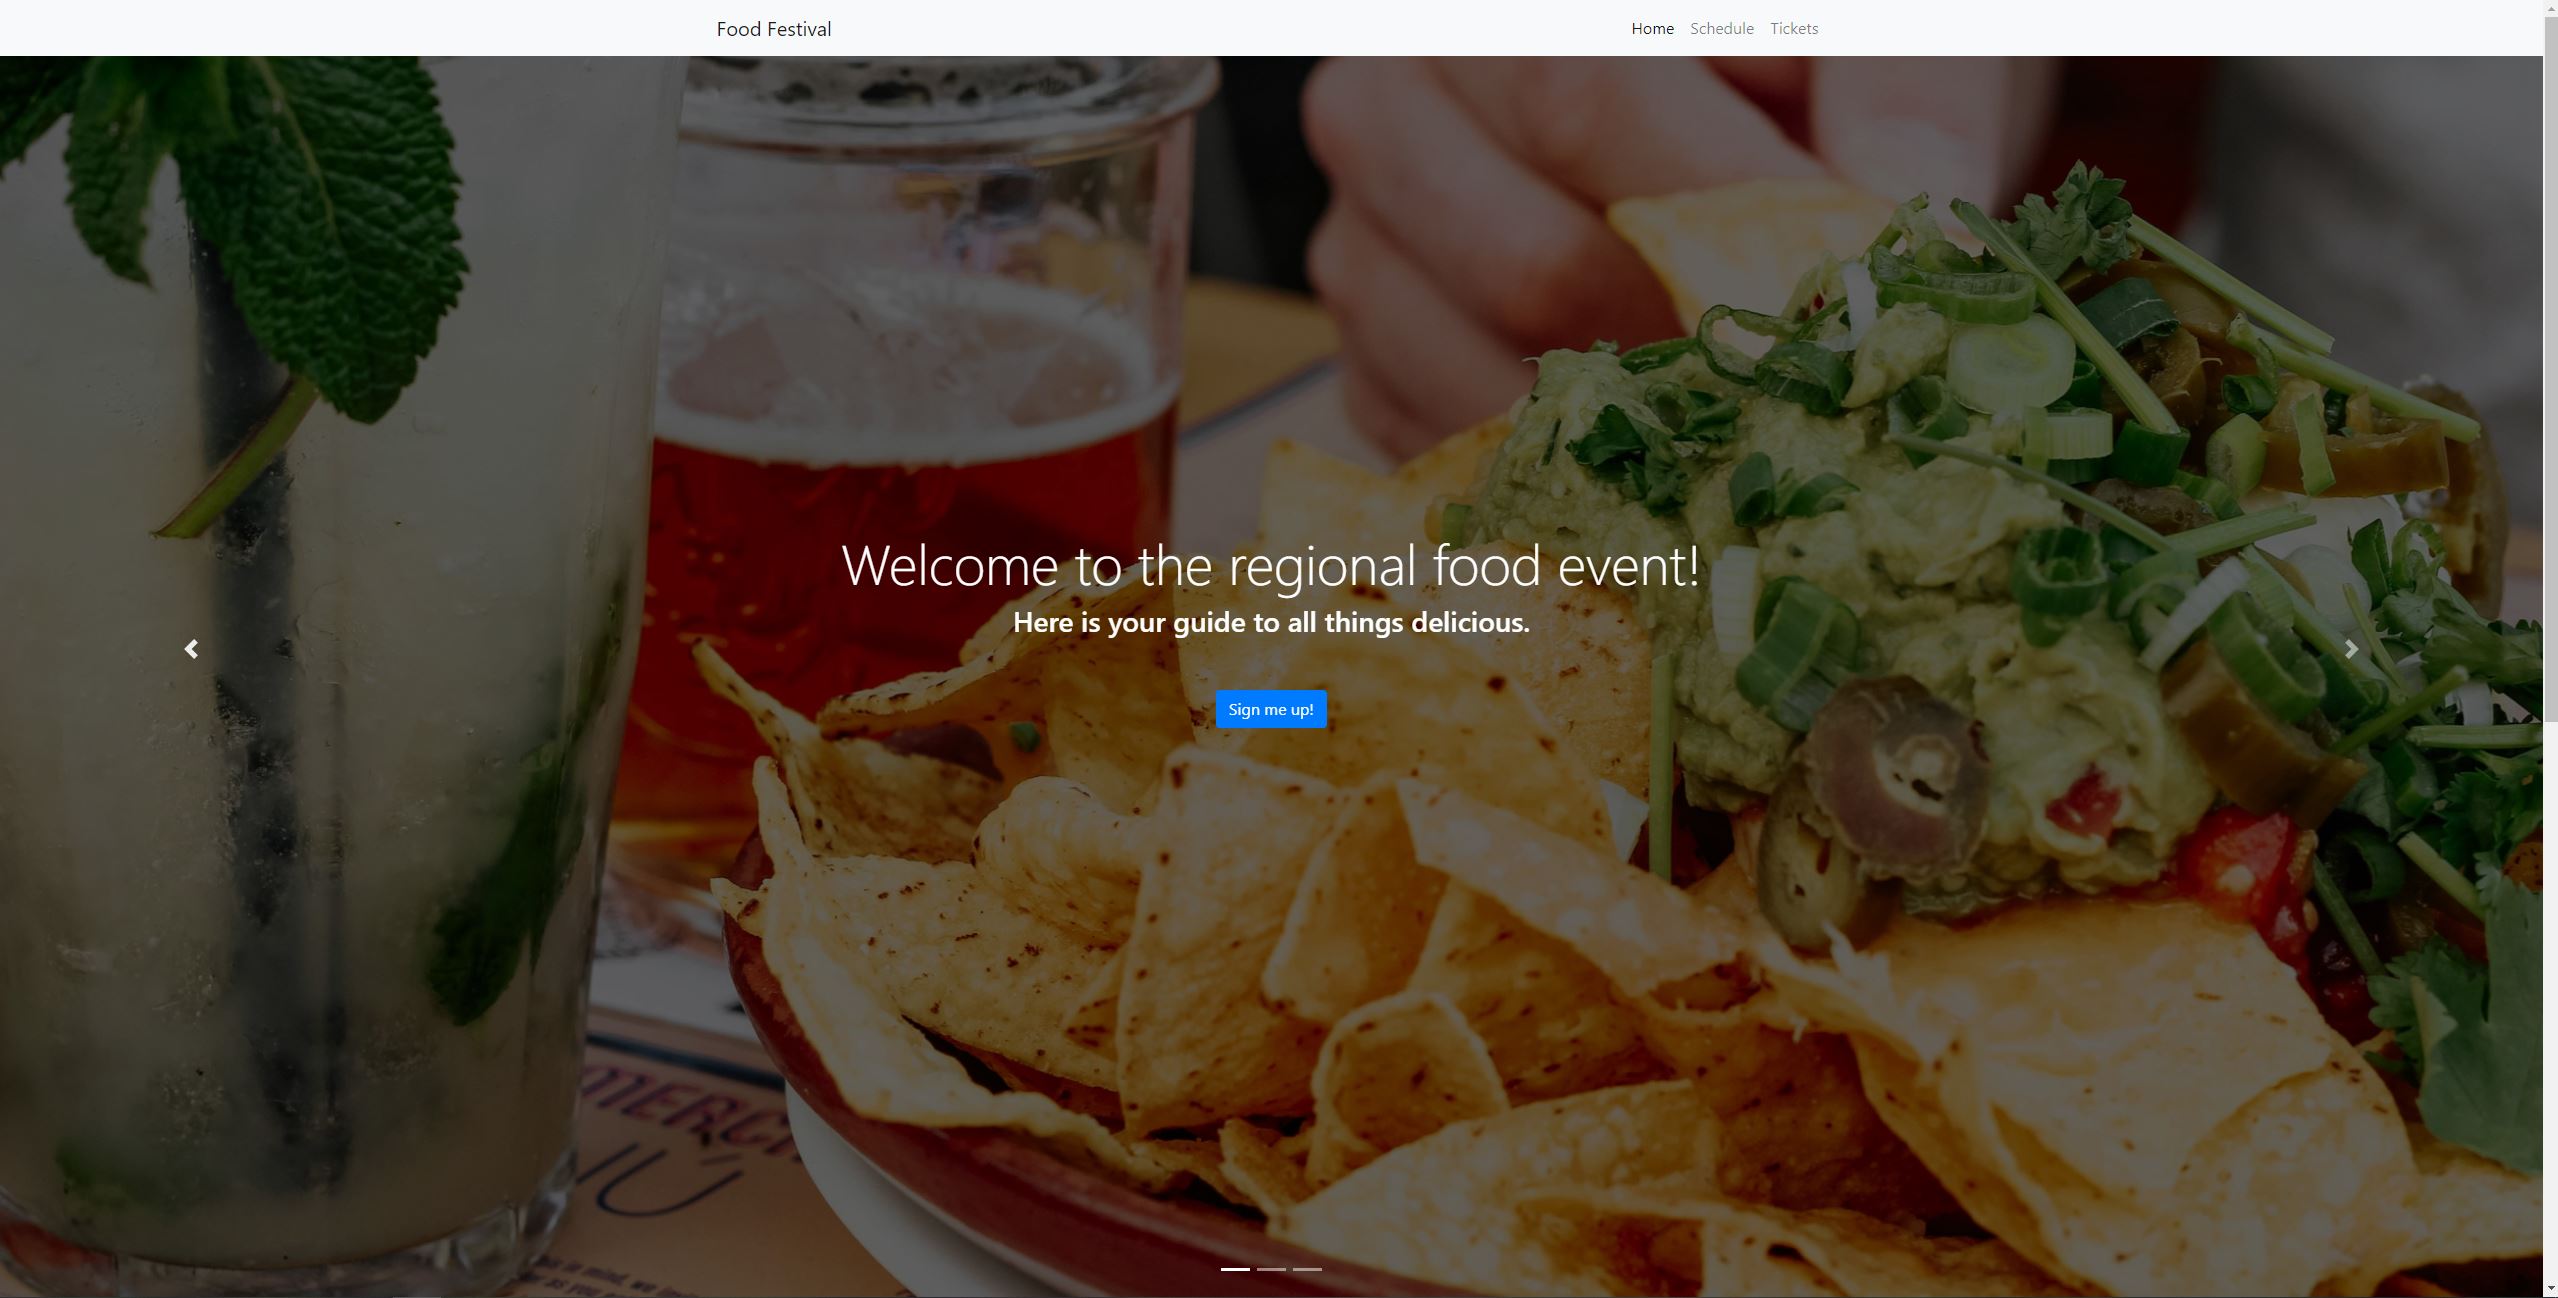 Food Festival
Home Schedule Tickets
Welcome to the regional food event!
Here is your guide to all things delicious.
Sign me up!